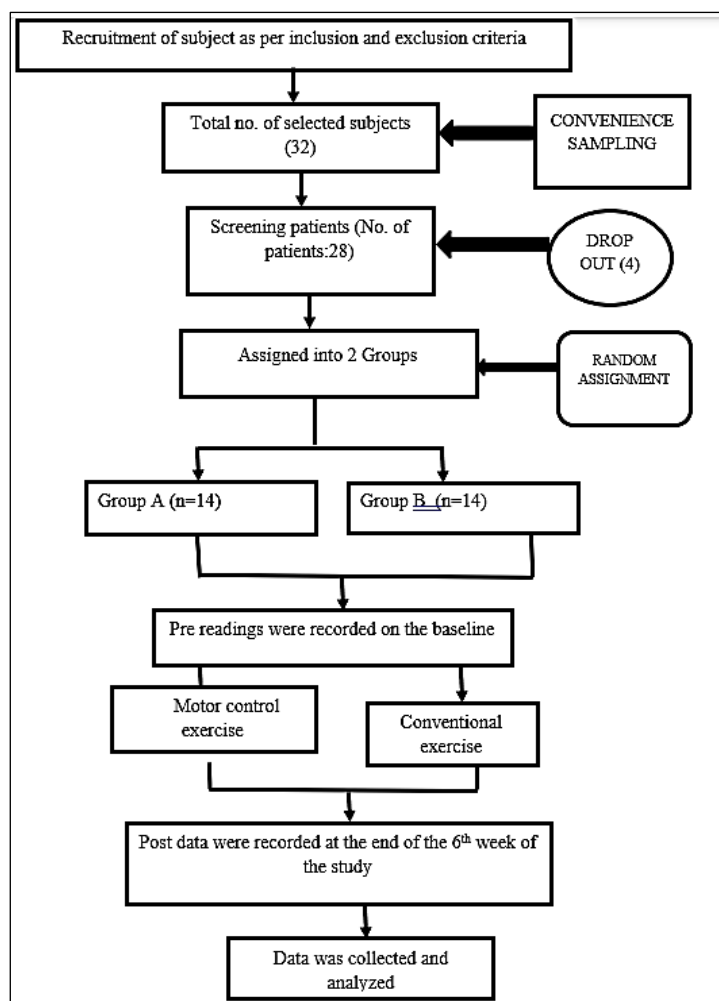 Recruitment of subject as per inclusion and exclusion criteria
Total no. of selected subjects
(32)
CONVENIENCE
SAMPLING
Screening patients (No. of
patients:28)
DROP
OUT (4)
Assigned into 2 Groups
RANDOM
ASSIGNMENT
Group A (n=14)
Group B (n=14)
Pre readings were recorded on the baseline
Motor control
exercise
Conventional
exercise
Post data were recorded at the end of the 6th week of
the study
Data was collected and
analyzed